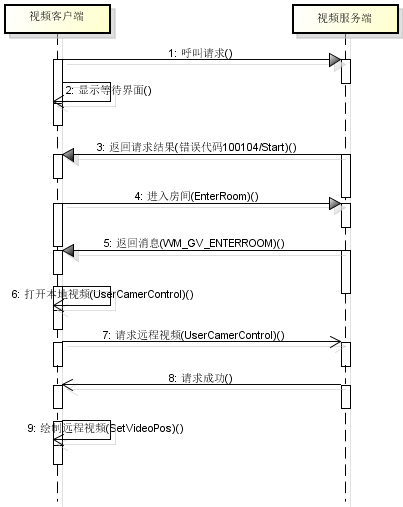 视频客户端
视频服务端
1: 呼叫请求()
2: 显示等待界面()
3: 返回请求结果(错误代码100104/Start)()
4: 进入房间(EnterRoom)()
5: 返回消息(WM_GV_ENTERROOM)()
6: 打开本地视频(UserCamerControl)()
7: 请求远程视频(UserCamerControl)()
8: 请求成功()
9: 绘制远程视频(SetVideoPos)()